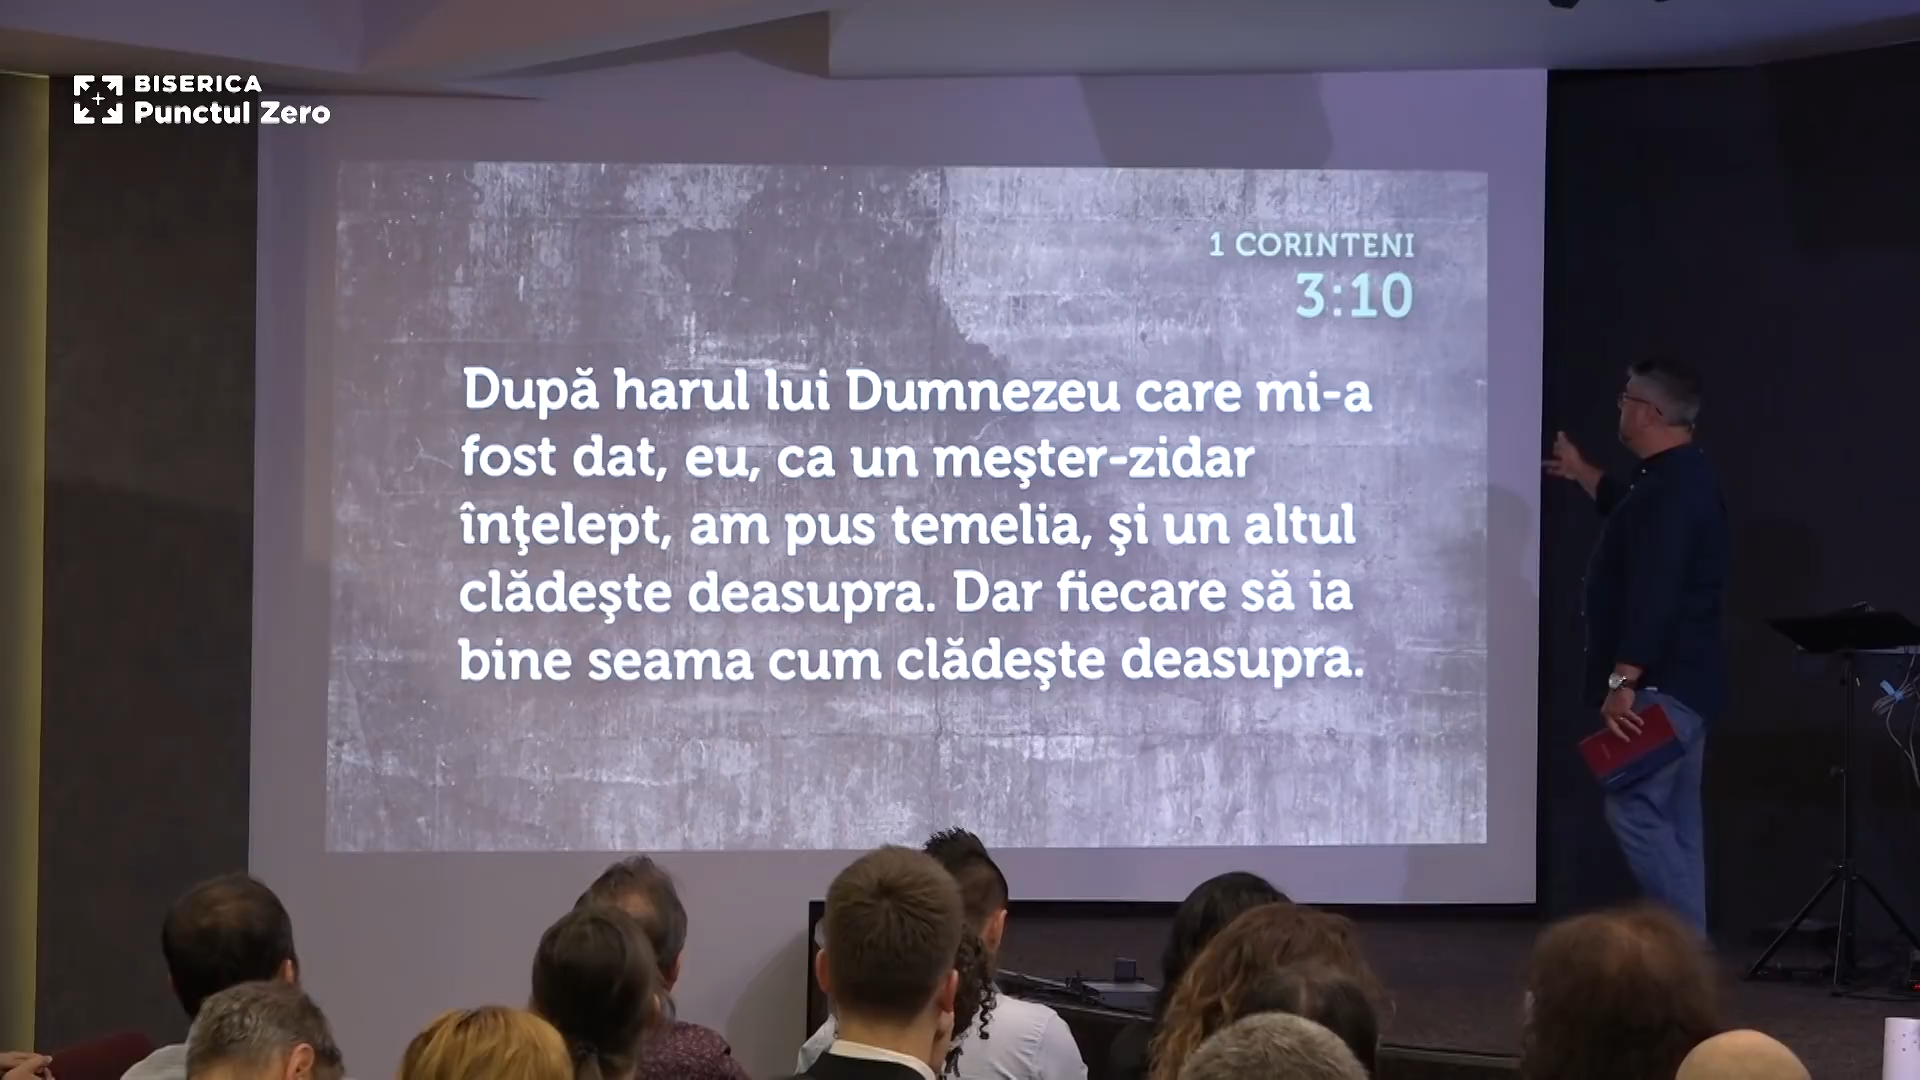 BISERICA
Punctul Zero
1 CORINTENI
3:10
După harul lui Dumnezeu care mi-a
fost dat, eu, ca un meşter-zidar
înţelept, am pus temelia, şi un altul
clădeşte deasupra. Dar fiecare să ia
bine seama cum clădeşte deasupra.